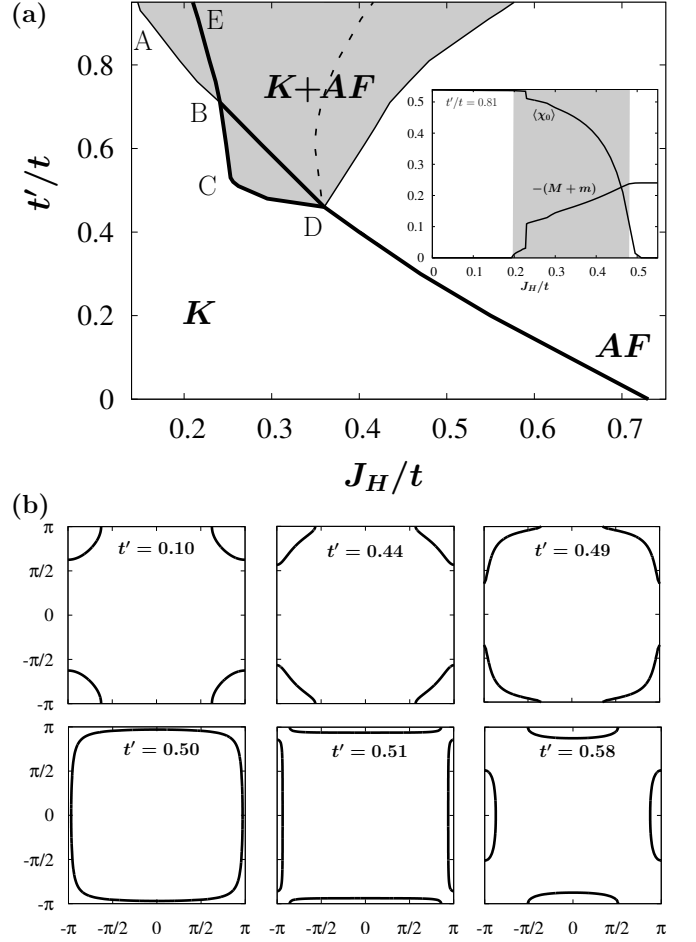 (a)
A
E
B
C
D
K+AF
K
AF
t'/t
0
0.2
0.4
0.6
0.8
0.2 0.3 0.4 0.5 0.6 0.7
J_H/t
t'/t = 0.81
⟨χ₀⟩
−(M + m)
0
0.1
0.2
0.3
0.4
0.5
0 0.1 0.2 0.3 0.4 0.5
J_H/t
(b)
t' = 0.10
t' = 0.44
t' = 0.49
π
π/2
0
-π/2
-π
t' = 0.50
t' = 0.51
t' = 0.58
π
π/2
0
-π/2
-π
-π -π/2 0 π/2 π
-π -π/2 0 π/2 π
-π -π/2 0 π/2 π